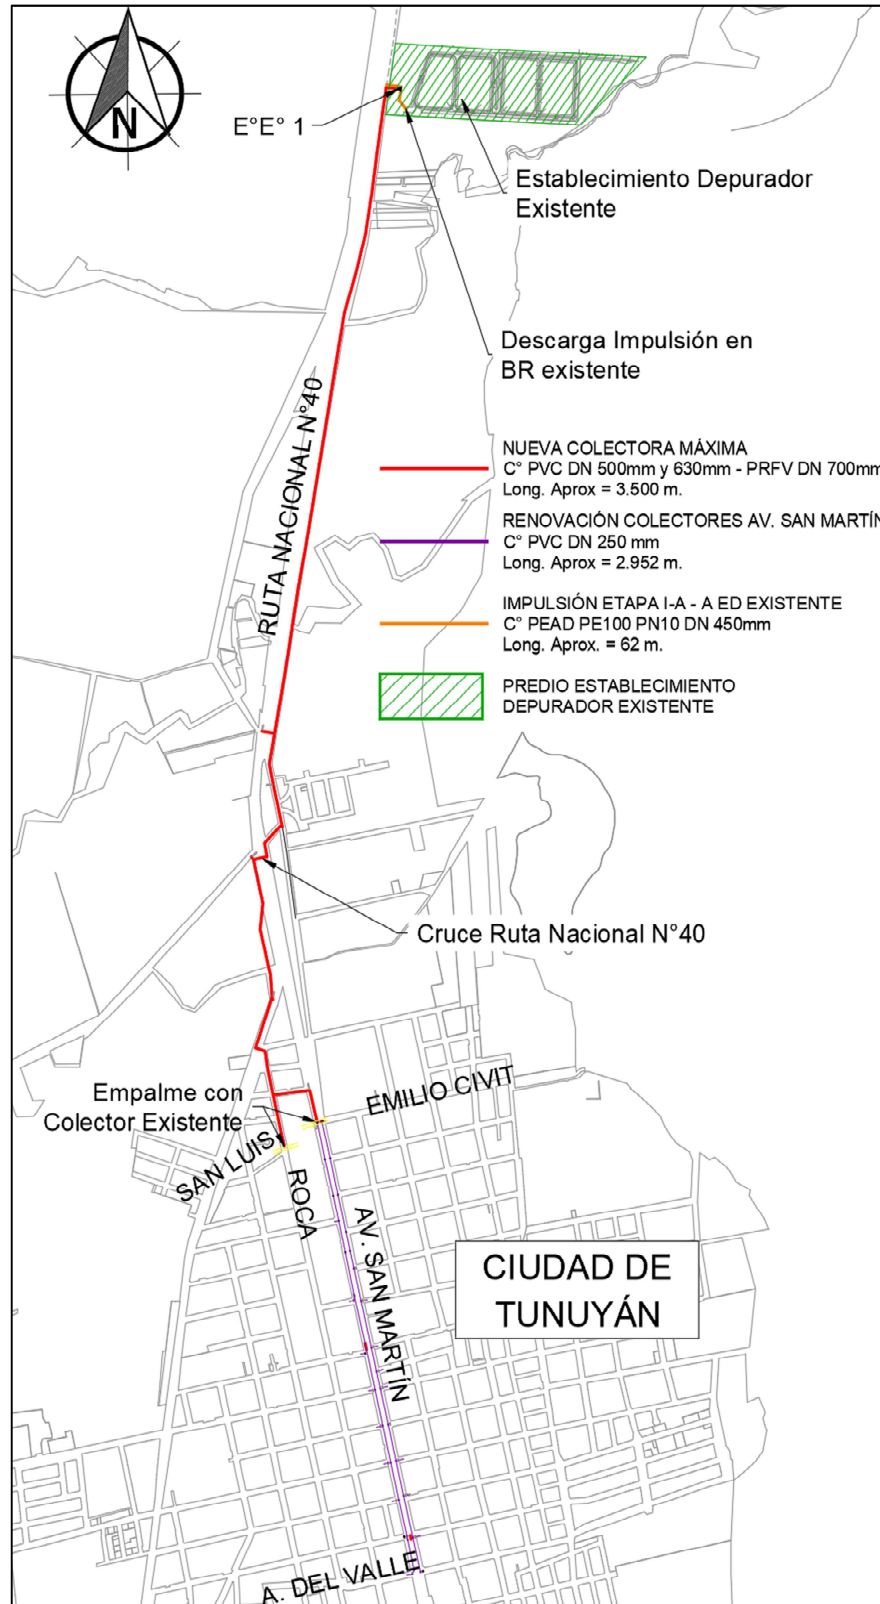 N
E°E° 1
Establecimiento Depurador
Existente
Descarga Impulsión en
BR existente
RUTA NACIONAL N°40
NUEVA COLECTORA MÁXIMA
C° PVC DN 500mm y 630mm - PRFV DN 700mm
Long. Aprox = 3.500 m.
RENOVACIÓN COLECTORES AV. SAN MARTÍN
C° PVC DN 250 mm
Long. Aprox = 2.952 m.
IMPULSIÓN ETAPA I-A - A ED EXISTENTE
C° PEAD PE100 PN10 DN 450mm
Long. Aprox. = 62 m.
PREDIO ESTABLECIMIENTO
DEPURADOR EXISTENTE
Cruce Ruta Nacional N°40
Empalme con
Colector Existente
EMILIO CIVIT
SAN LUIS
ROCA
AV. SAN MARTÍN
CIUDAD DE
TUNUYÁN
A. DEL VALLE